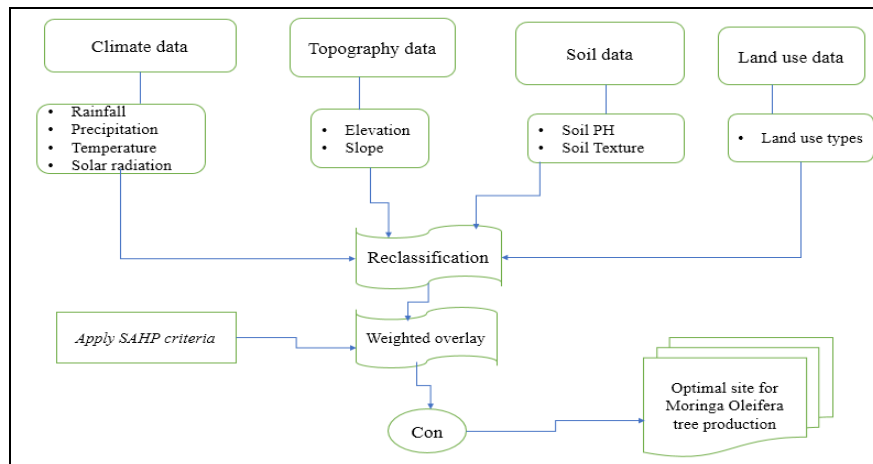 Climate data
Topography data
Soil data
Land use data
• Rainfall
• Precipitation
• Temperature
• Solar radiation
• Elevation
• Slope
• Soil PH
• Soil Texture
• Land use types
Reclassification
Apply SAHP criteria
Weighted overlay
Con
Optimal site for
Moringa Oleifera
tree production